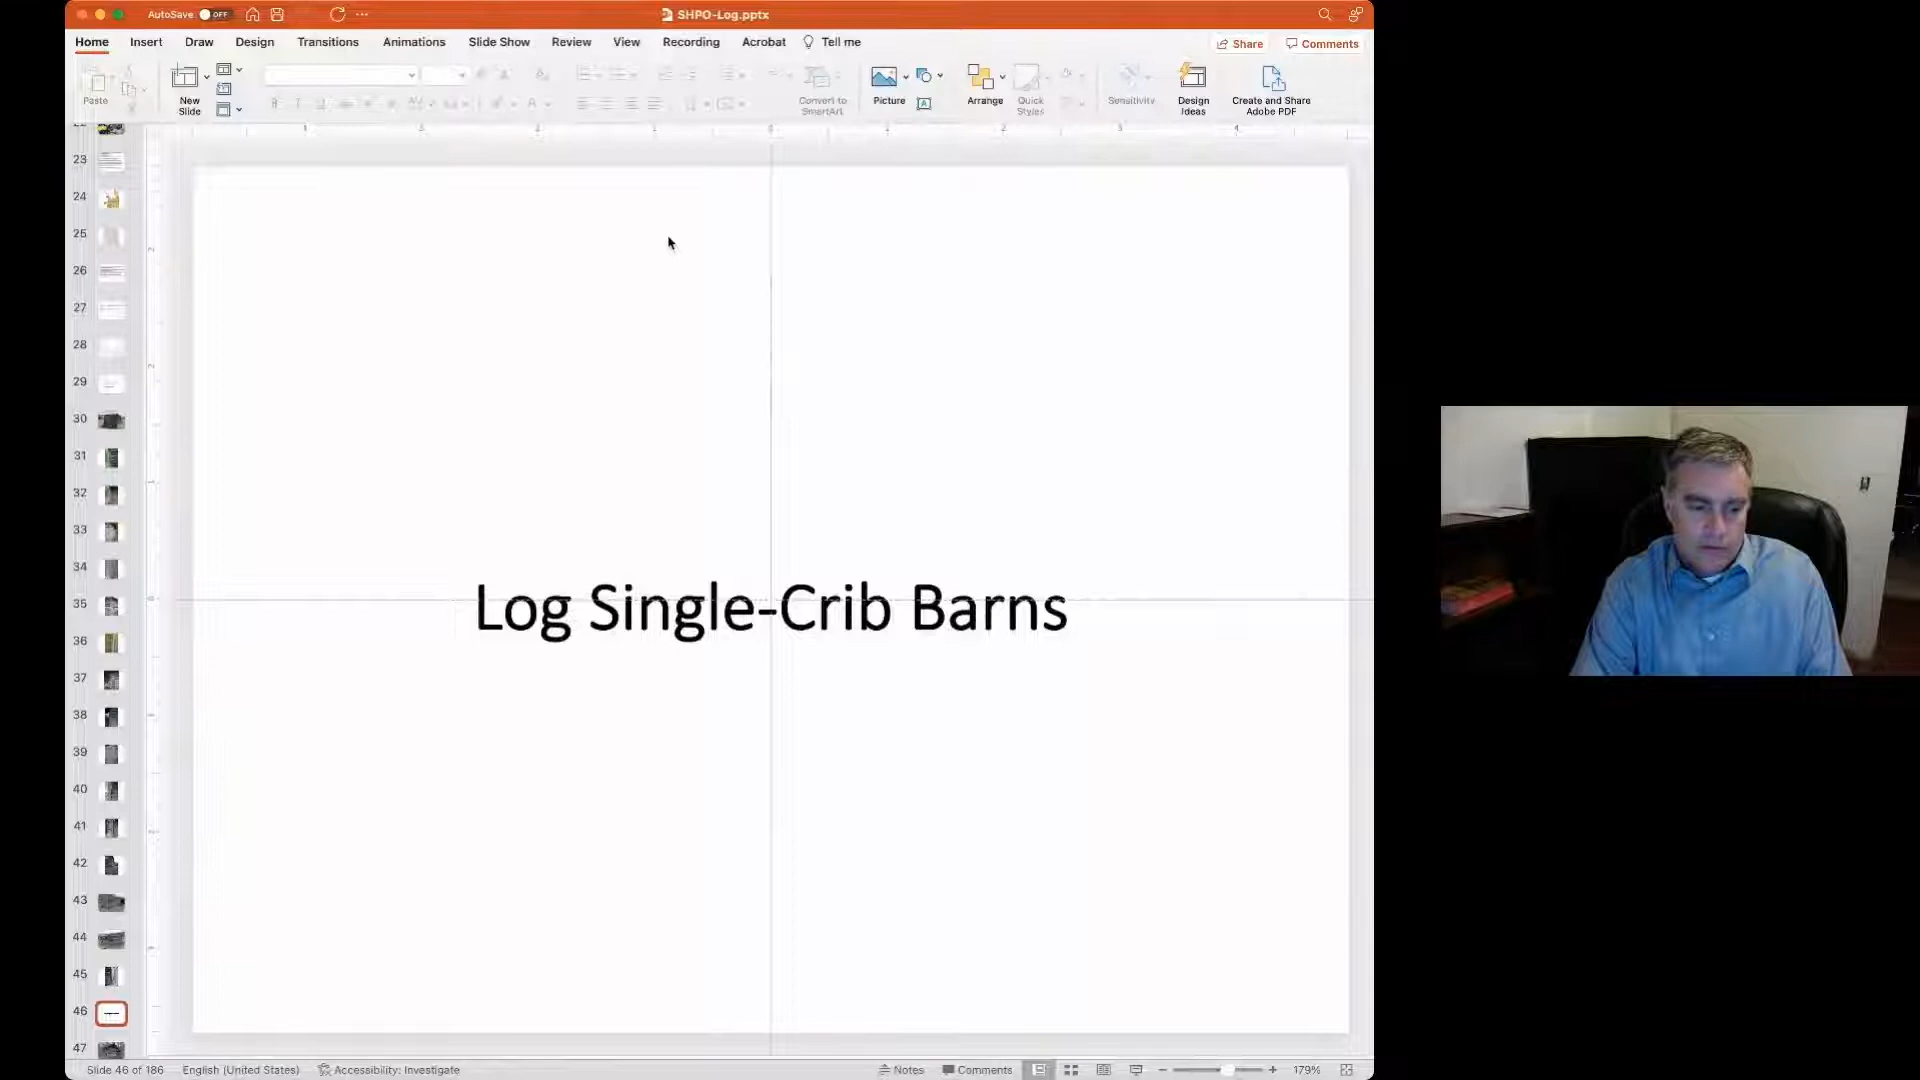 AutoSave OFF
SHPO-Log.pptx
Home Insert Draw Design Transitions Animations Slide Show Review View Recording Acrobat Tell me
Share Comments
Paste
New
Slide
Convert to
SmartArt
Picture
Arrange
Quick
Styles
Sensitivity
Design
Ideas
Create and Share
Adobe PDF
23
24
25
26
27
28
29
30
31
32
33
34
35
36
37
38
39
40
41
42
43
44
45
46
47
Log Single-Crib Barns
Slide 46 of 186 English (United States) Accessibility: Investigate Notes Comments 179%